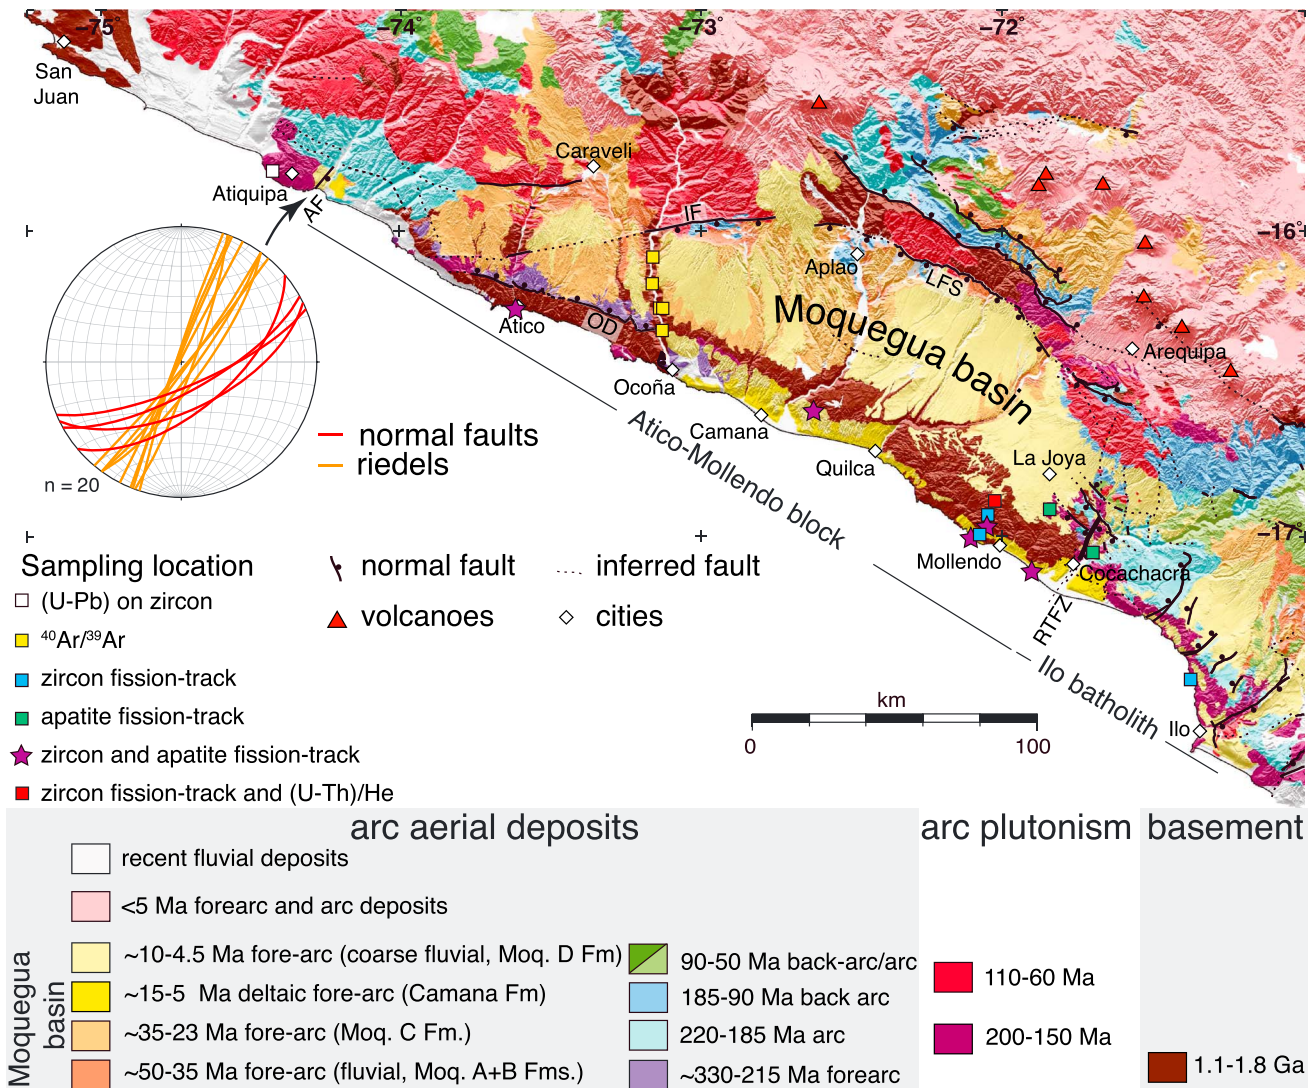 −75°
−74°
−73°
−72°
San
Juan
Caraveli
Atiquipa
AF
IF
−16°
Aplao
LFS
Moquegua basin
Atico
OD
Arequipa
Ocoña
Camana
Atico-Mollendo block
Quilca
La Joya
normal faults
riedels
n = 20
−17°
Mollendo
Cocachacra
RTFZ
Ilo batholith
Ilo
Sampling location
(U-Pb) on zircon
40Ar/39Ar
zircon fission-track
apatite fission-track
zircon and apatite fission-track
zircon fission-track and (U-Th)/He
normal fault
inferred fault
volcanoes
cities
km
0
100
arc aerial deposits
arc plutonism
basement
recent fluvial deposits
<5 Ma forearc and arc deposits
Moquegua
basin
~10-4.5 Ma fore-arc (coarse fluvial, Moq. D Fm)
~15-5 Ma deltaic fore-arc (Camana Fm)
~35-23 Ma fore-arc (Moq. C Fm.)
~50-35 Ma fore-arc (fluvial, Moq. A+B Fms.)
90-50 Ma back-arc/arc
185-90 Ma back arc
220-185 Ma arc
~330-215 Ma forearc
110-60 Ma
200-150 Ma
1.1-1.8 Ga